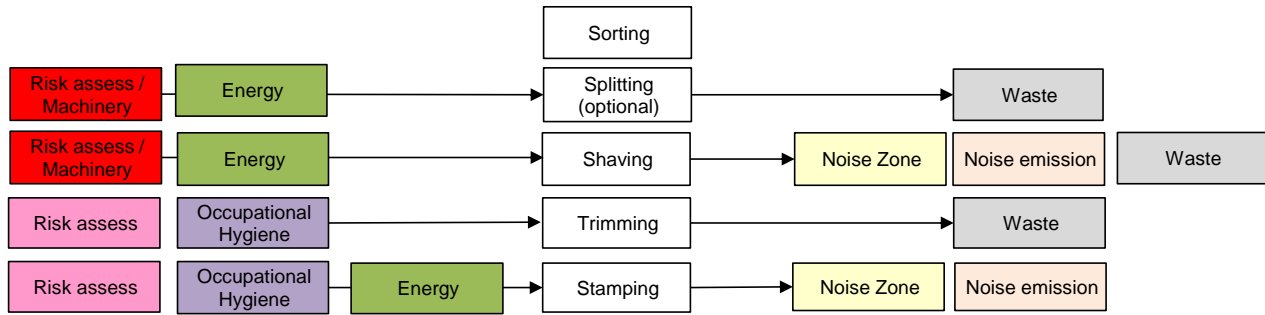 Sorting
Risk assess /
Machinery
Energy
Splitting
(optional)
Waste
Risk assess /
Machinery
Energy
Shaving
Noise Zone
Noise emission
Waste
Risk assess
Occupational
Hygiene
Trimming
Waste
Risk assess
Occupational
Hygiene
Energy
Stamping
Noise Zone
Noise emission